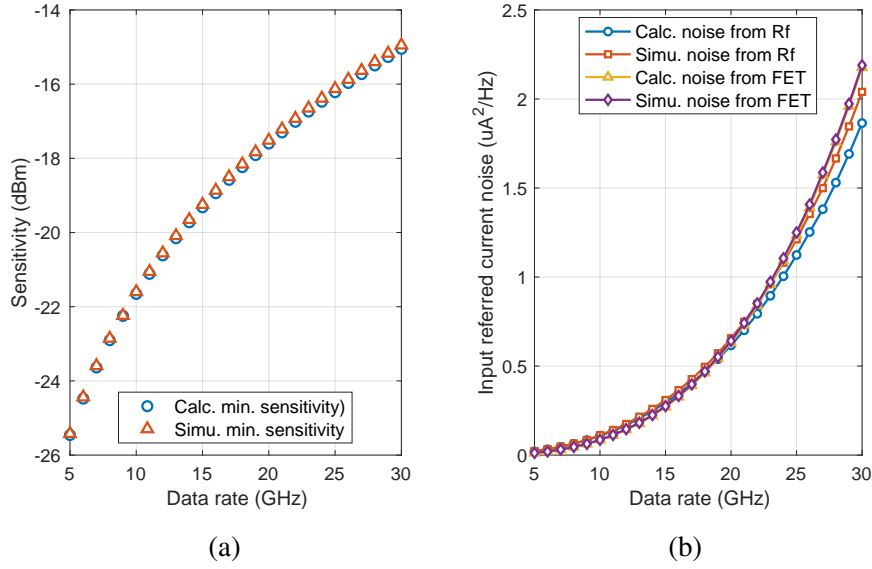 -14
-16
-18
-20
-22
-24
-26
Sensitivity (dBm)
Calc. min. sensitivity)
Simu. min. sensitivity
5 10 15 20 25 30
Data rate (GHz)
(a)
2.5
2
1.5
1
0.5
0
Input referred current noise (uA²/Hz)
Calc. noise from Rf
Simu. noise from Rf
Calc. noise from FET
Simu. noise from FET
5 10 15 20 25 30
Data rate (GHz)
(b)